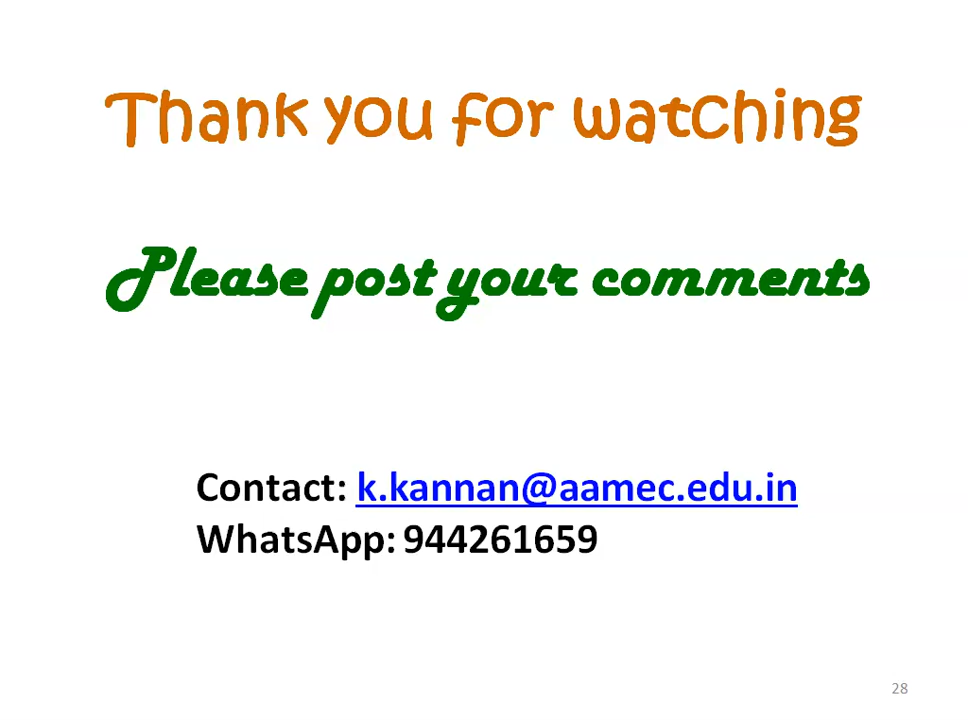 Thank you for watching
Please post your comments
Contact: k.kannan@aamec.edu.in
WhatsApp: 944261659
28